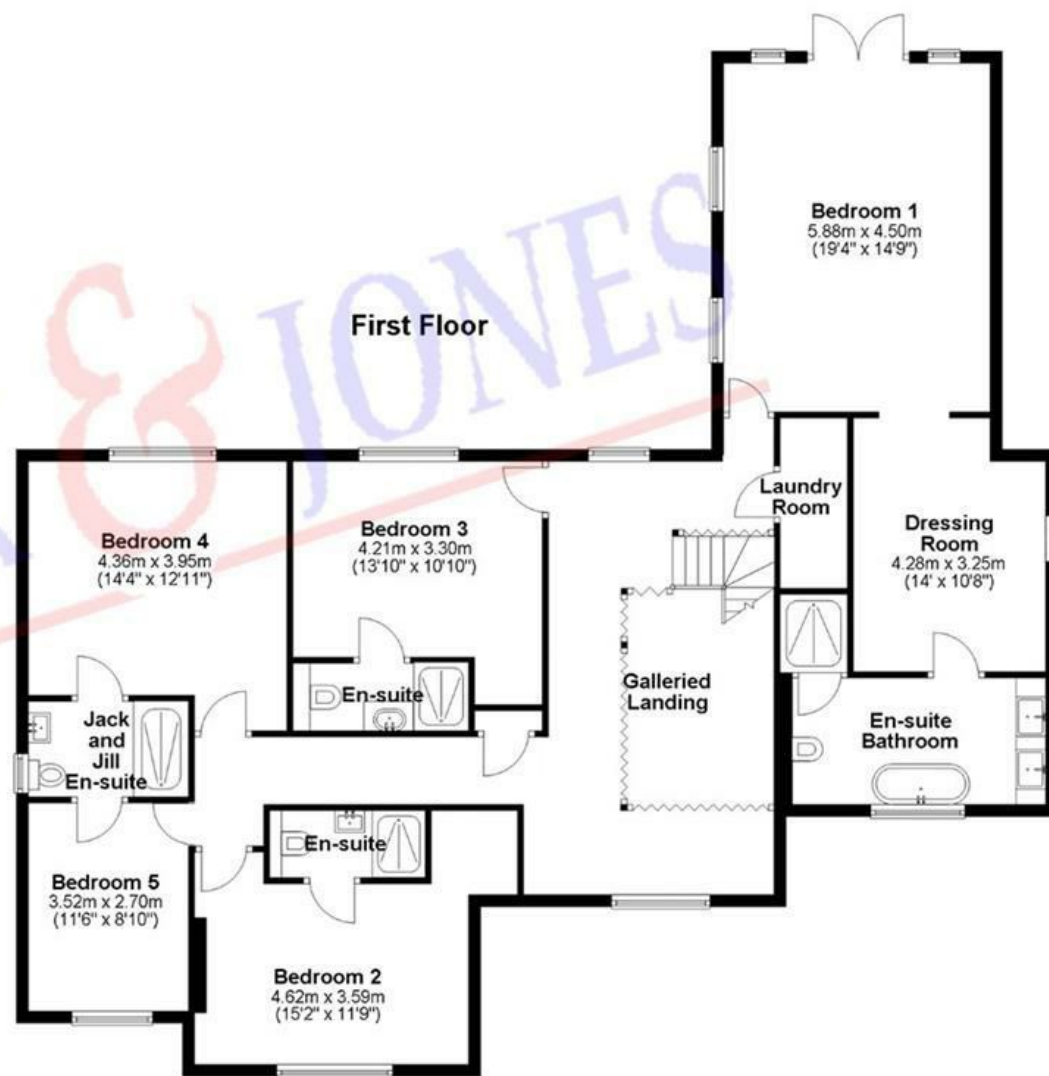 & JONES
First Floor
Bedroom 1
5.88m x 4.50m
(19'4" x 14'9")
Laundry
Room
Dressing
Room
4.28m x 3.25m
(14' x 10'8")
Bedroom 4
4.36m x 3.95m
(14'4" x 12'11")
Bedroom 3
4.21m x 3.30m
(13'10" x 10'10")
En-suite
Galleried
Landing
En-suite
Bathroom
Jack
and
Jill
En-suite
En-suite
Bedroom 5
3.52m x 2.70m
(11'6" x 8'10")
Bedroom 2
4.62m x 3.59m
(15'2" x 11'9")